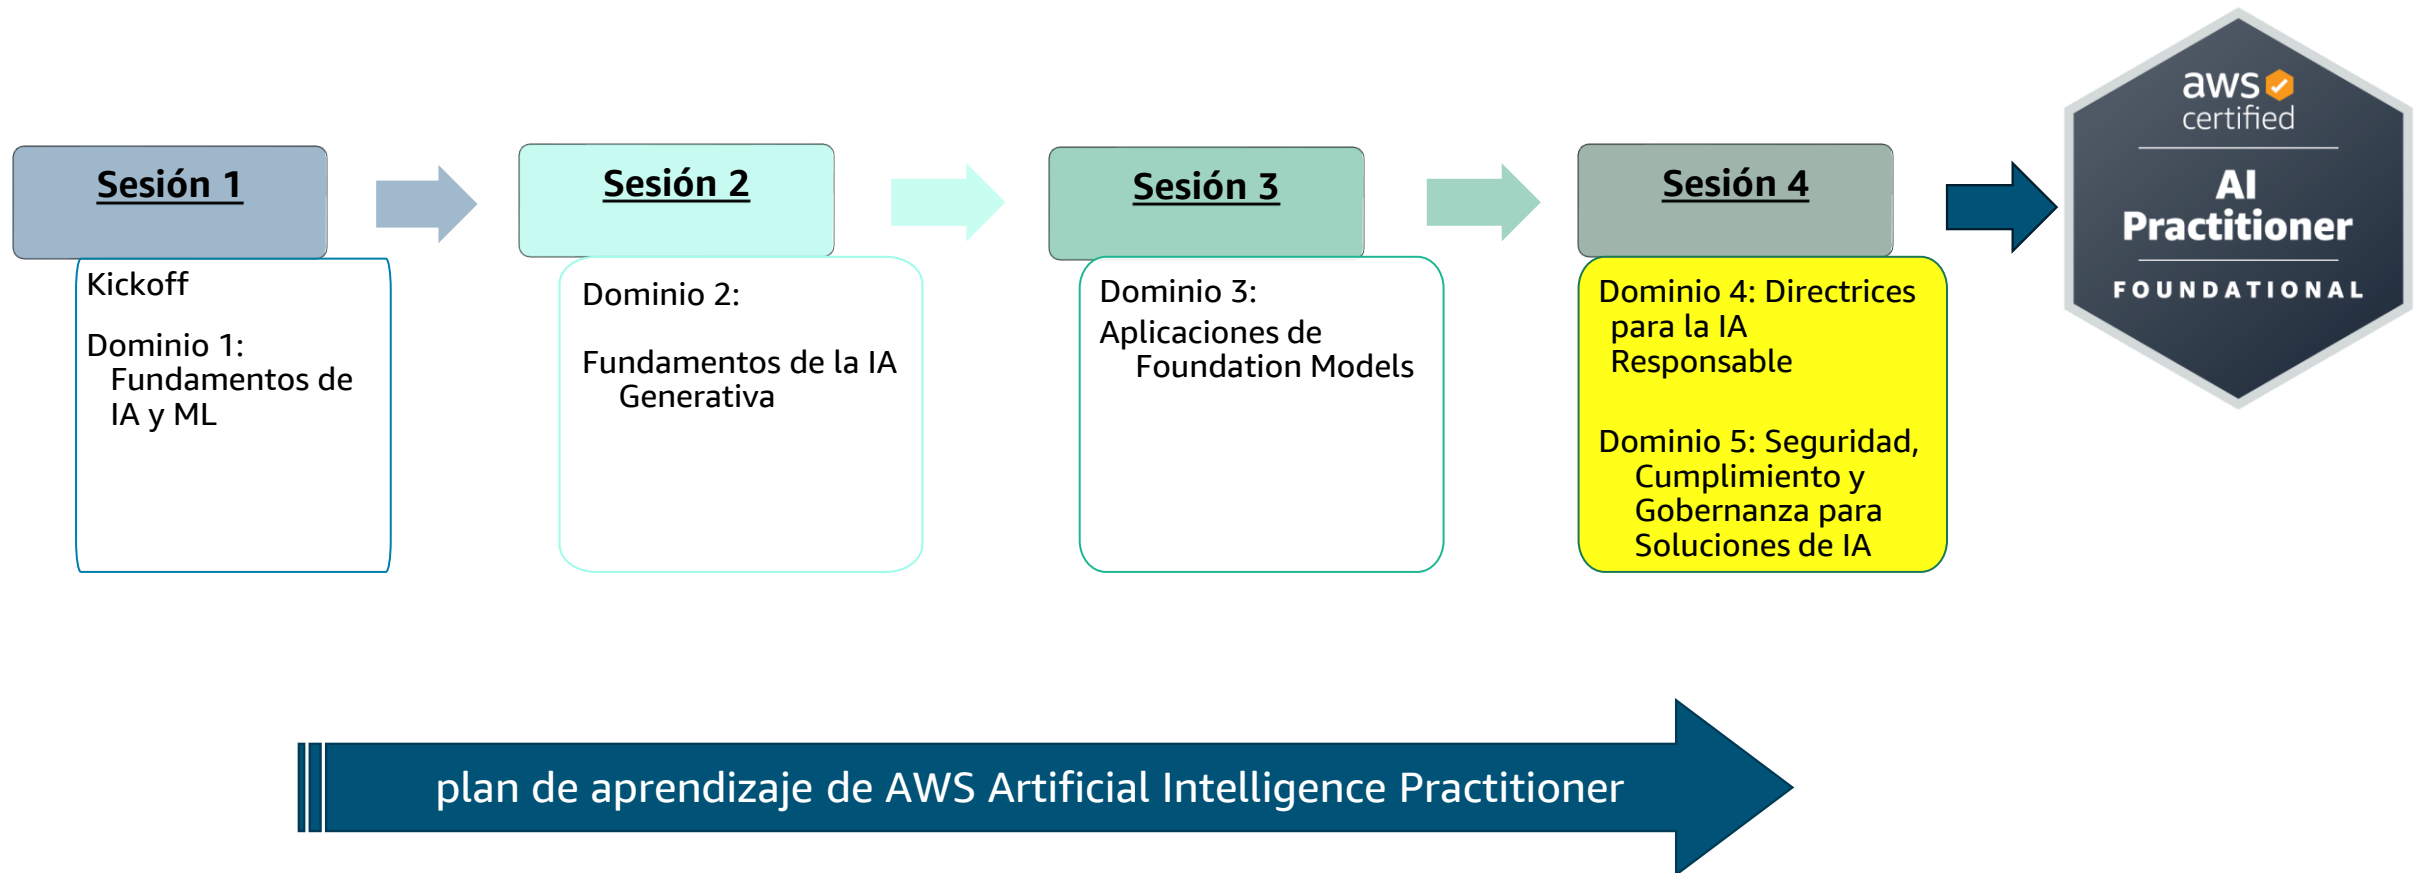 Sesión 1
Kickoff
Dominio 1:
Fundamentos de
IA y ML
Sesión 2
Dominio 2:
Fundamentos de la IA
Generativa
Sesión 3
Dominio 3:
Aplicaciones de
Foundation Models
Sesión 4
Dominio 4: Directrices
para la IA
Responsable
Dominio 5: Seguridad,
Cumplimiento y
Gobernanza para
Soluciones de IA
aws
certified
AI
Practitioner
FOUNDATIONAL
plan de aprendizaje de AWS Artificial Intelligence Practitioner